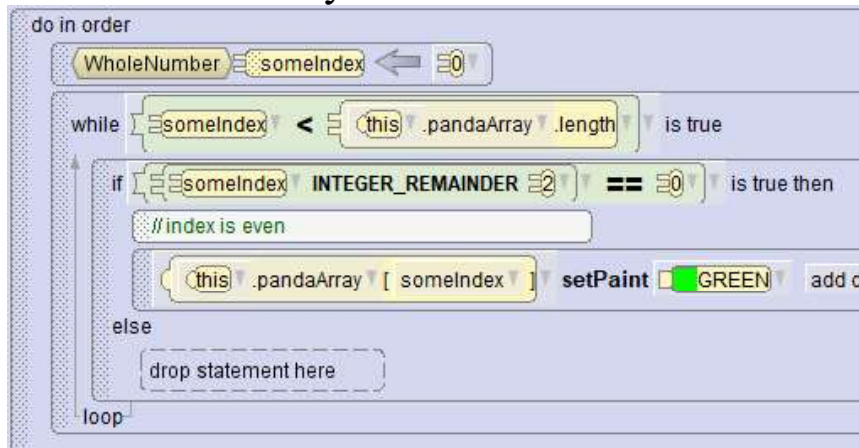 do in order
WholeNumber someIndex 0
while someIndex < this .pandaArray .length is true
if someIndex INTEGER_REMAINDER 2 == 0 is true then
//index is even
this .pandaArray [ someIndex ] setPaint GREEN add
else
drop statement here
loop